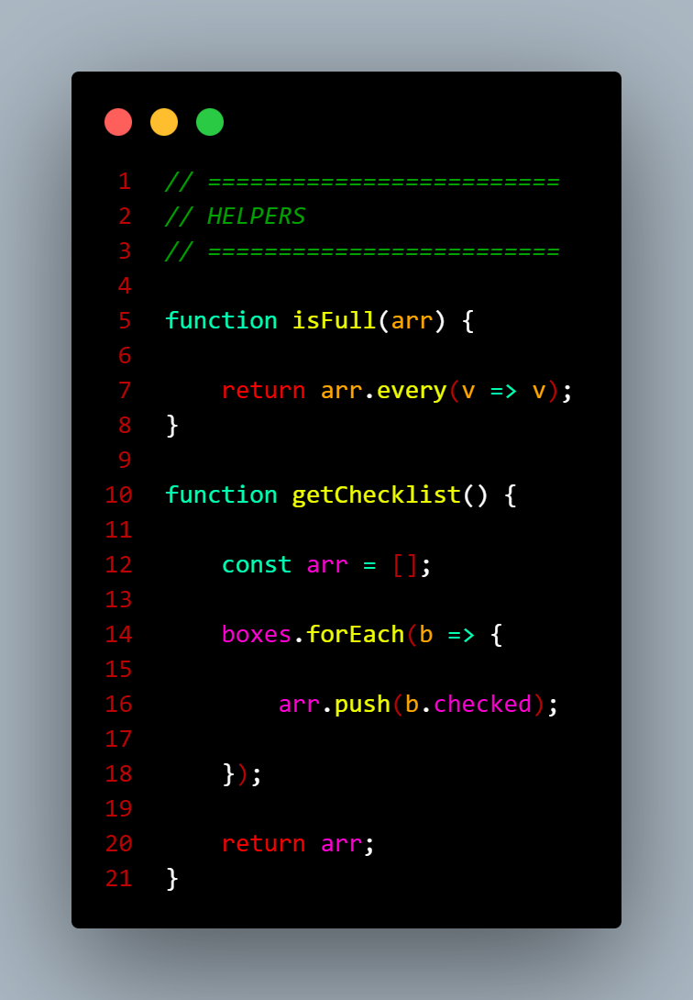 1 // =========================
2 // HELPERS
3 // =========================
4
5 function isFull(arr) {
6
7     return arr.every(v => v);
8 }
9
10 function getChecklist() {
11
12     const arr = [];
13
14     boxes.forEach(b => {
15
16         arr.push(b.checked);
17
18     });
19
20     return arr;
21 }